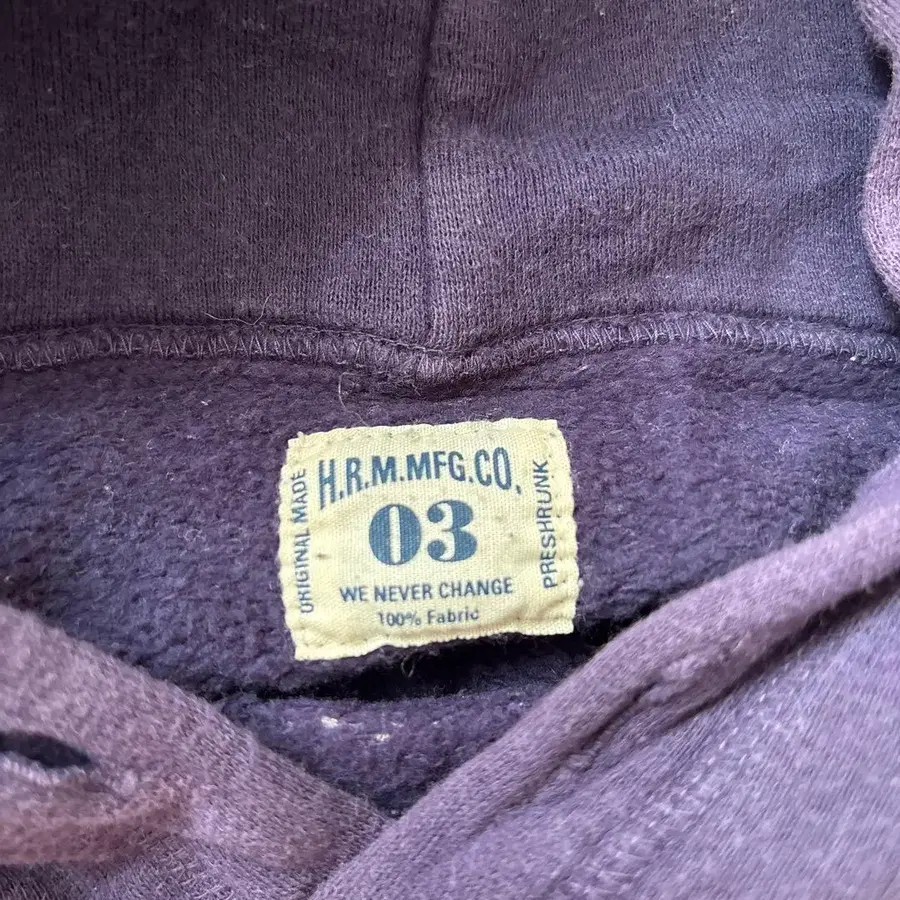 H.R.M.MFG.CO.
ORIGINAL MADE
03
PRESHRUNK.
WE NEVER CHANGE
100% Fabric